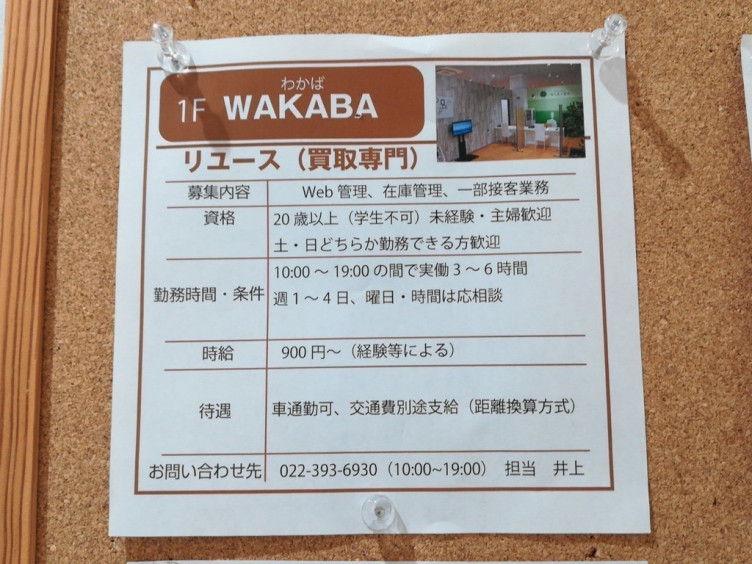 わかば
1F WAKABA
リユース（買取専門）
募集内容 Web 管理、在庫管理、一部接客業務
資格 20 歳以上（学生不可）未経験・主婦歓迎
土・日どちらか勤務できる方歓迎
勤務時間・条件 10:00 〜 19:00 の間で実働 3 〜 6 時間
週 1 〜 4 日、曜日・時間は応相談
時給 900 円〜（経験等による）
待遇 車通勤可、交通費別途支給（距離換算方式）
お問い合わせ先 022-393-6930（10:00~19:00） 担当 井上